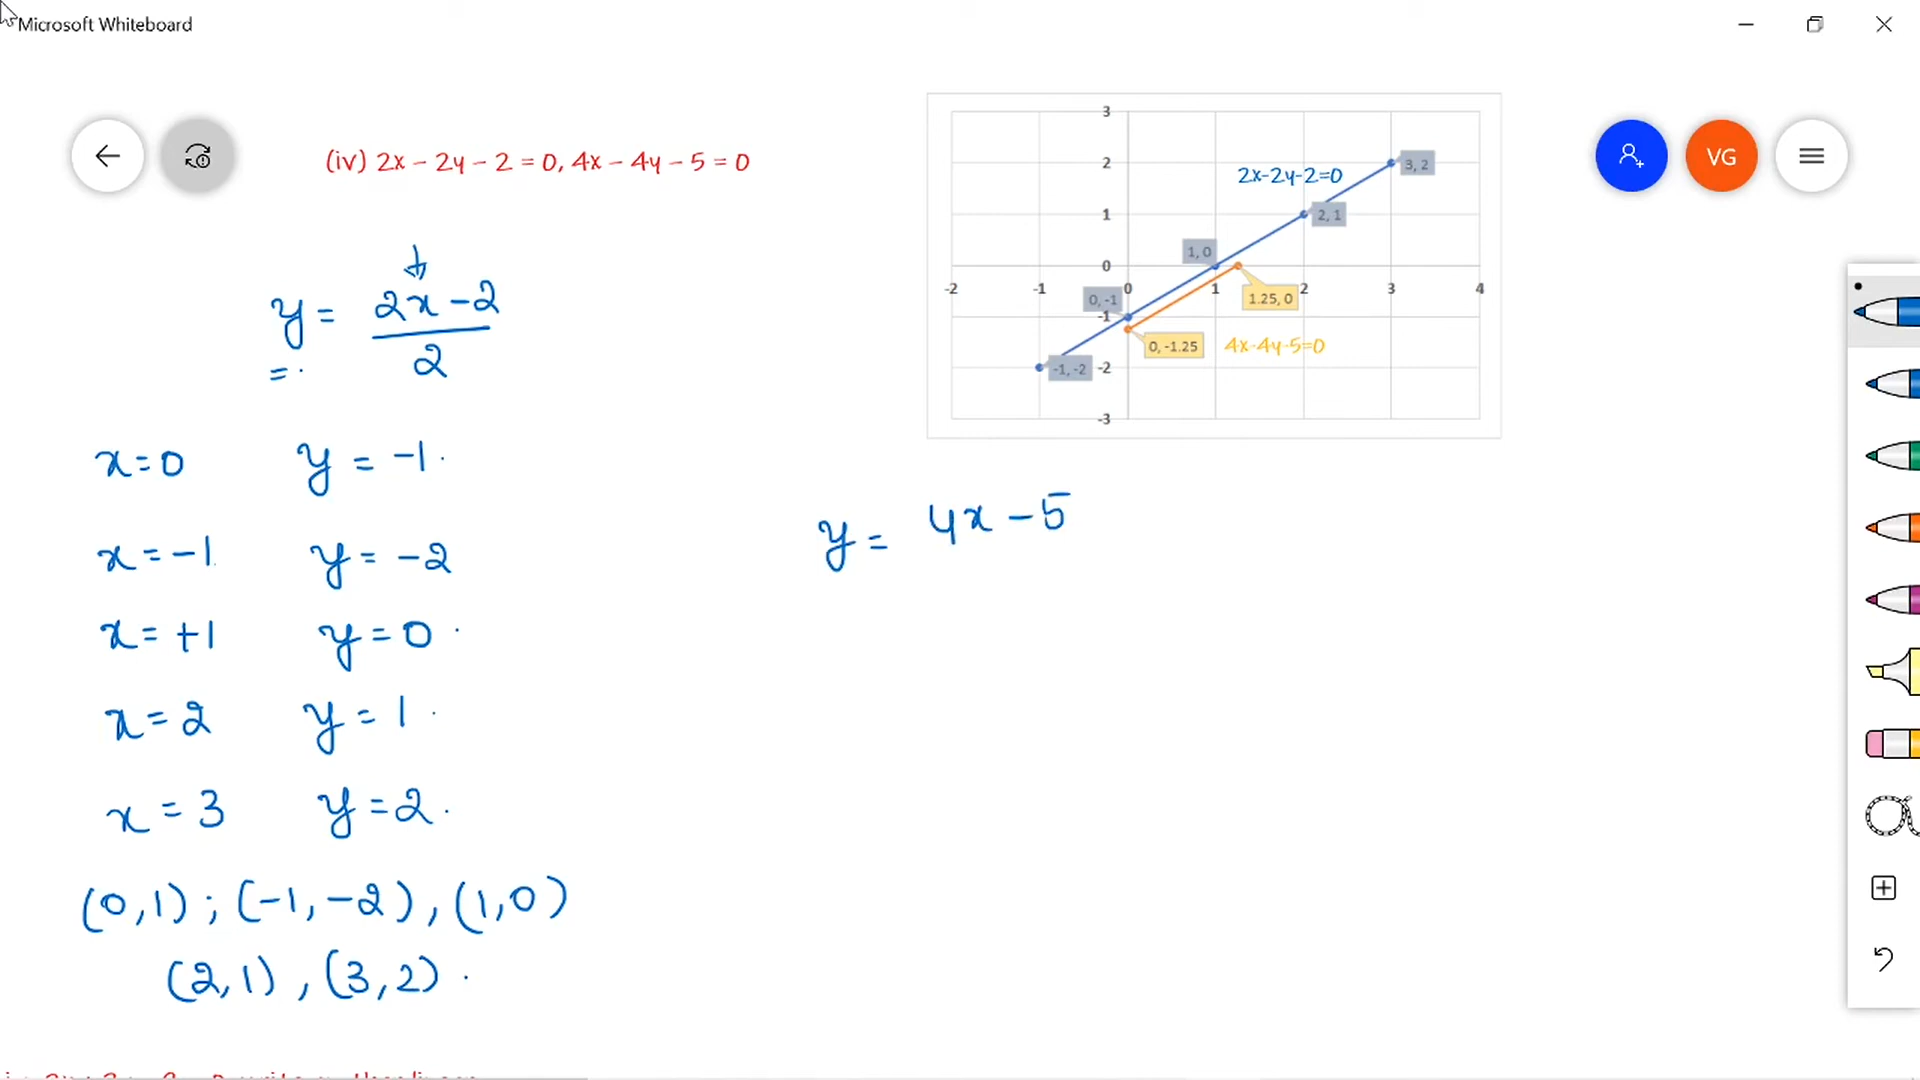 Microsoft Whiteboard
(iv) 2x − 2y − 2 = 0, 4x − 4y − 5 = 0
VG
y = 2x − 2
2
x = 0 y = −1
x = −1 y = −2
x = +1 y = 0
x = 2 y = 1
x = 3 y = 2
(0,1) ; (−1,−2), (1,0)
(2,1) , (3,2)
3
2
1
0
-1
-2
-3
-2 -1 0 1 2 3 4
2x-2y-2=0
3, 2
2, 1
1, 0
0, -1
1.25, 0
0, -1.25
4x-4y-5=0
-1, -2
y = 4x − 5